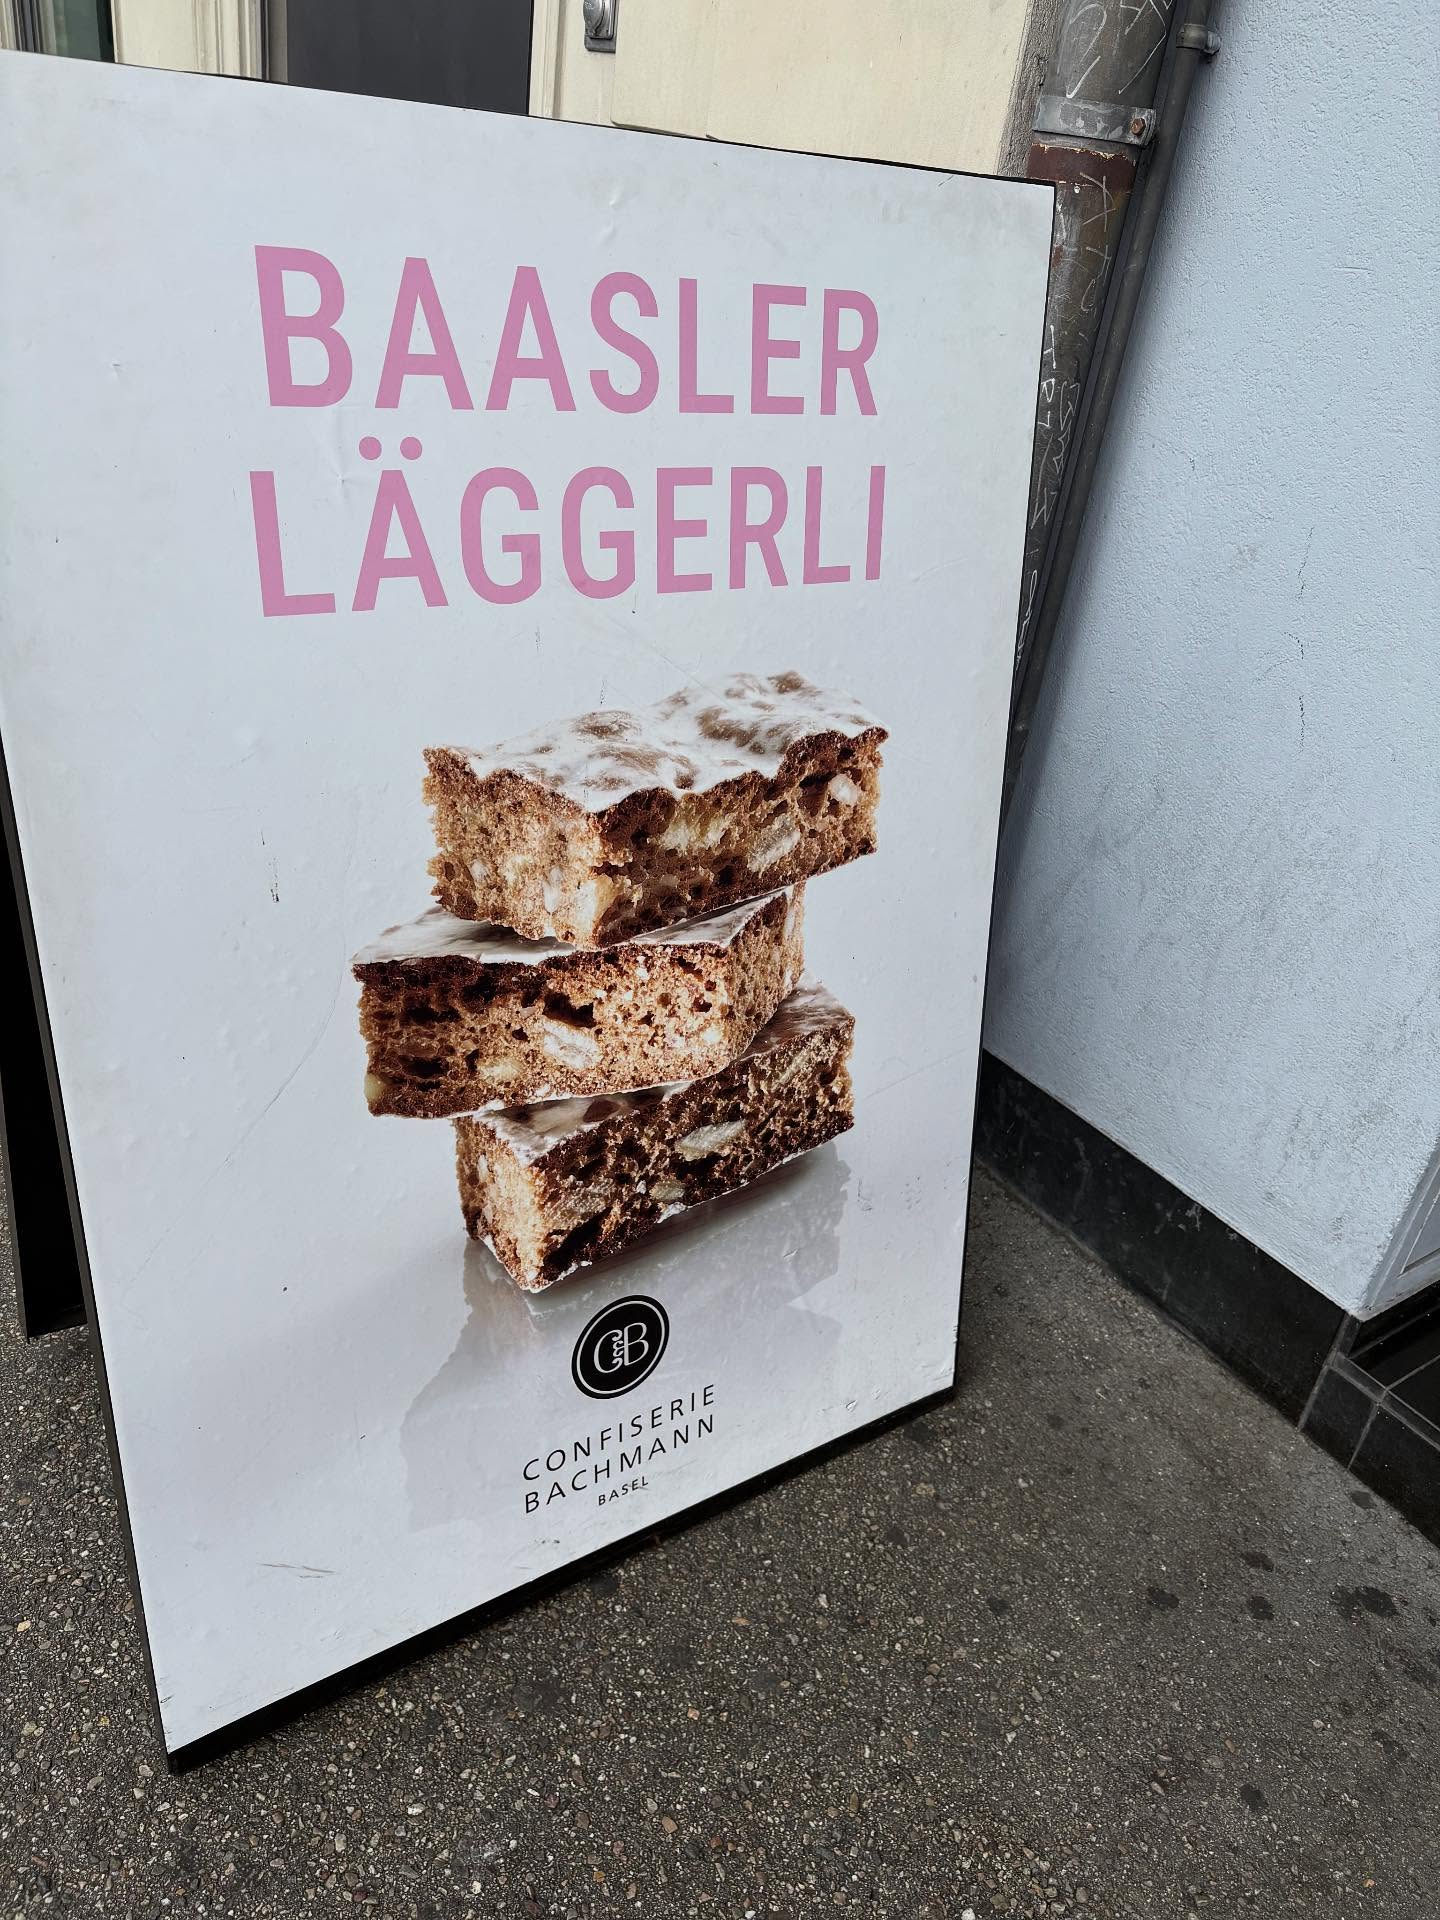 BAASLER
LÄGGERLI
C&B
CONFISERIE
BACHMANN
BASEL